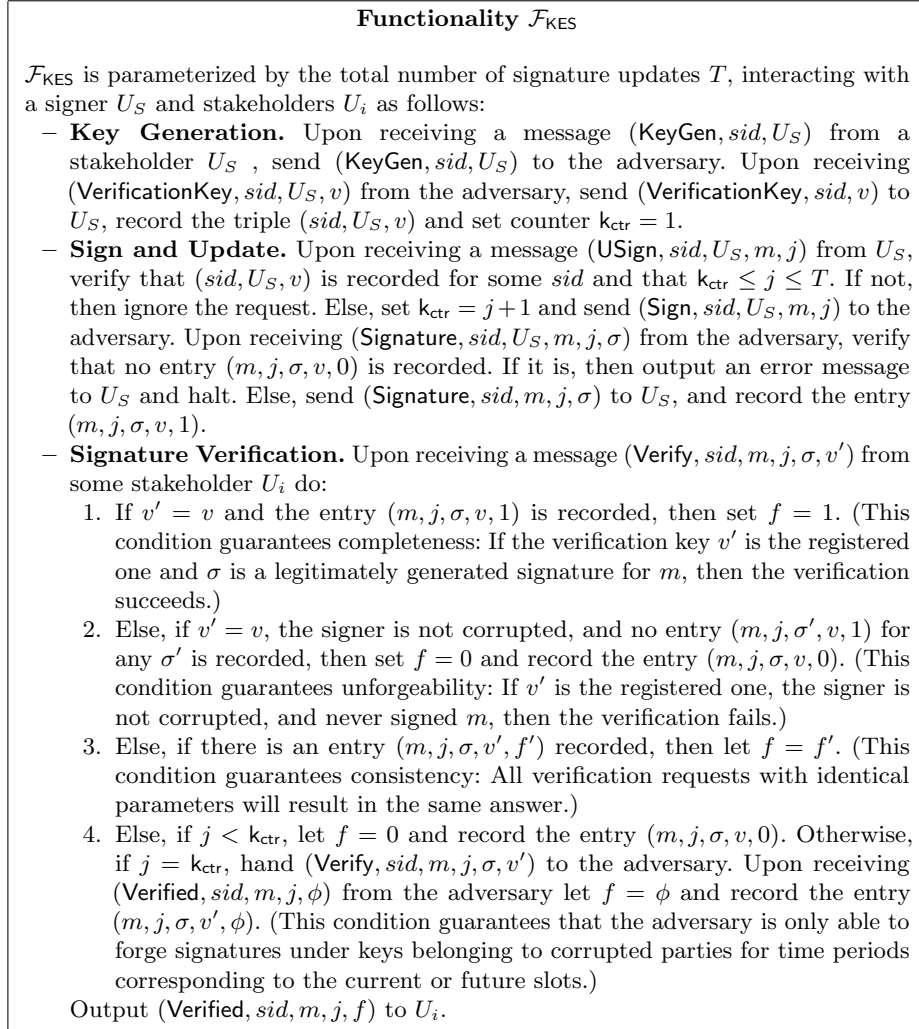 Functionality 𝓕_KES
𝓕_KES is parameterized by the total number of signature updates T, interacting with
a signer U_S and stakeholders U_i as follows:
– Key Generation. Upon receiving a message (KeyGen, sid, U_S) from a
stakeholder U_S , send (KeyGen, sid, U_S) to the adversary. Upon receiving
(VerificationKey, sid, U_S, v) from the adversary, send (VerificationKey, sid, v) to
U_S, record the triple (sid, U_S, v) and set counter k_ctr = 1.
– Sign and Update. Upon receiving a message (USign, sid, U_S, m, j) from U_S,
verify that (sid, U_S, v) is recorded for some sid and that k_ctr ≤ j ≤ T. If not,
then ignore the request. Else, set k_ctr = j+1 and send (Sign, sid, U_S, m, j) to the
adversary. Upon receiving (Signature, sid, U_S, m, j, σ) from the adversary, verify
that no entry (m, j, σ, v, 0) is recorded. If it is, then output an error message
to U_S and halt. Else, send (Signature, sid, m, j, σ) to U_S, and record the entry
(m, j, σ, v, 1).
– Signature Verification. Upon receiving a message (Verify, sid, m, j, σ, v′) from
some stakeholder U_i do:
1. If v′ = v and the entry (m, j, σ, v, 1) is recorded, then set f = 1. (This
condition guarantees completeness: If the verification key v′ is the registered
one and σ is a legitimately generated signature for m, then the verification
succeeds.)
2. Else, if v′ = v, the signer is not corrupted, and no entry (m, j, σ′, v, 1) for
any σ′ is recorded, then set f = 0 and record the entry (m, j, σ, v, 0). (This
condition guarantees unforgeability: If v′ is the registered one, the signer is
not corrupted, and never signed m, then the verification fails.)
3. Else, if there is an entry (m, j, σ, v′, f′) recorded, then let f = f′. (This
condition guarantees consistency: All verification requests with identical
parameters will result in the same answer.)
4. Else, if j < k_ctr, let f = 0 and record the entry (m, j, σ, v, 0). Otherwise,
if j = k_ctr, hand (Verify, sid, m, j, σ, v′) to the adversary. Upon receiving
(Verified, sid, m, j, ϕ) from the adversary let f = ϕ and record the entry
(m, j, σ, v′, ϕ). (This condition guarantees that the adversary is only able to
forge signatures under keys belonging to corrupted parties for time periods
corresponding to the current or future slots.)
Output (Verified, sid, m, j, f) to U_i.